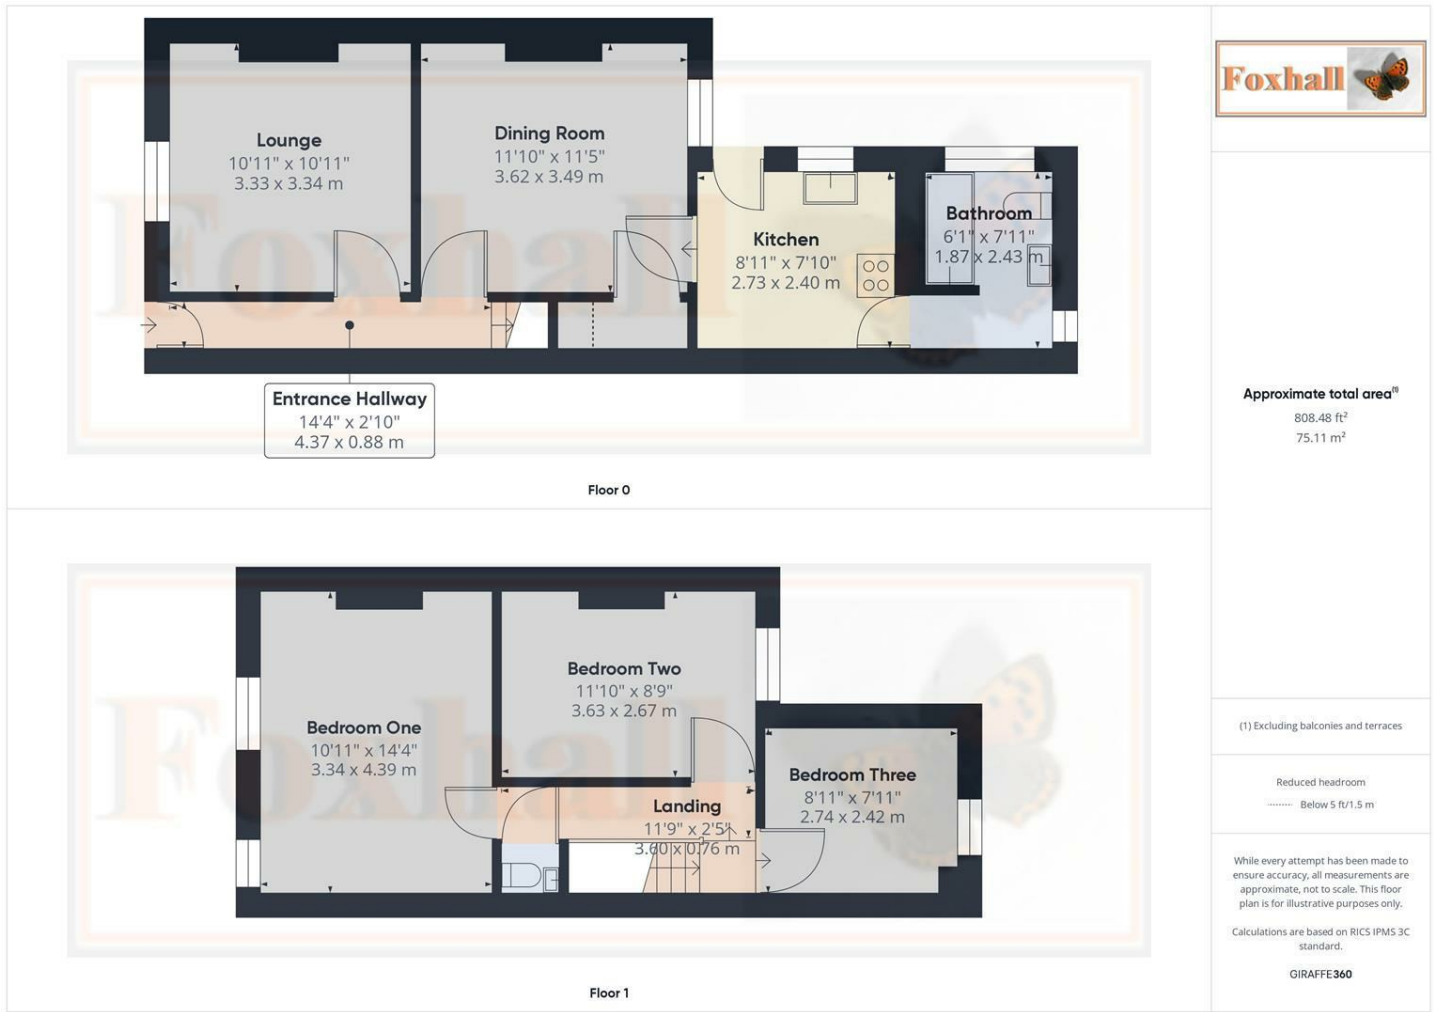 Lounge
10'11" x 10'11"
3.33 x 3.34 m
Dining Room
11'10" x 11'5"
3.62 x 3.49 m
Kitchen
8'11" x 7'10"
2.73 x 2.40 m
Bathroom
6'1" x 7'11"
1.87 x 2.43 m
Entrance Hallway
14'4" x 2'10"
4.37 x 0.88 m
Foxhall
Floor 0
Bedroom One
10'11" x 14'4"
3.34 x 4.39 m
Bedroom Two
11'10" x 8'9"
3.63 x 2.67 m
Landing
11'9" x 2'5"
3.60 x 0.76 m
Bedroom Three
8'11" x 7'11"
2.74 x 2.42 m
Foxhall
Floor 1
Foxhall
Approximate total area(1)
808.48 ft²
75.11 m²
(1) Excluding balconies and terraces
Reduced headroom
Below 5 ft/1.5 m
While every attempt has been made to
ensure accuracy, all measurements are
approximate, not to scale. This floor
plan is for illustrative purposes only.
Calculations are based on RICS IPMS 3C
standard.
GIRAFFE360